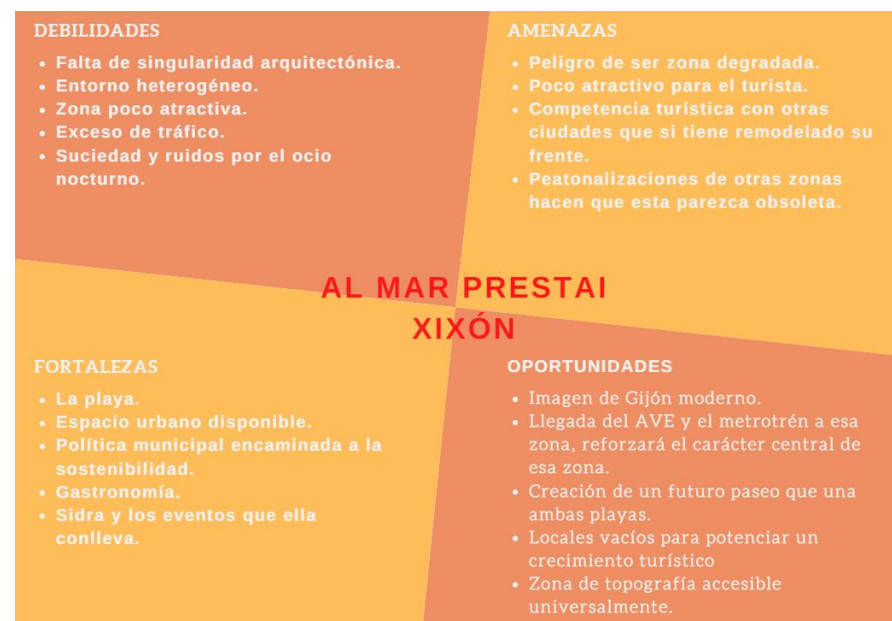 DEBILIDADES
• Falta de singularidad arquitectónica.
• Entorno heterogéneo.
• Zona poco atractiva.
• Exceso de tráfico.
• Suciedad y ruidos por el ocio
nocturno.
AMENAZAS
• Peligro de ser zona degradada.
• Poco atractivo para el turista.
• Competencia turística con otras
ciudades que si tiene remodelado su
frente.
• Peatonalizaciones de otras zonas
hacen que esta parezca obsoleta.
AL MAR PRESTAI
XIXÓN
FORTALEZAS
• La playa.
• Espacio urbano disponible.
• Política municipal encaminada a la
sostenibilidad.
• Gastronomía.
• Sidra y los eventos que ella
conlleva.
OPORTUNIDADES
• Imagen de Gijón moderno.
• Llegada del AVE y el metrotrén a esa
zona, reforzará el carácter central de
esa zona.
• Creación de un futuro paseo que una
ambas playas.
• Locales vacíos para potenciar un
crecimiento turístico
• Zona de topografía accesible
universalmente.